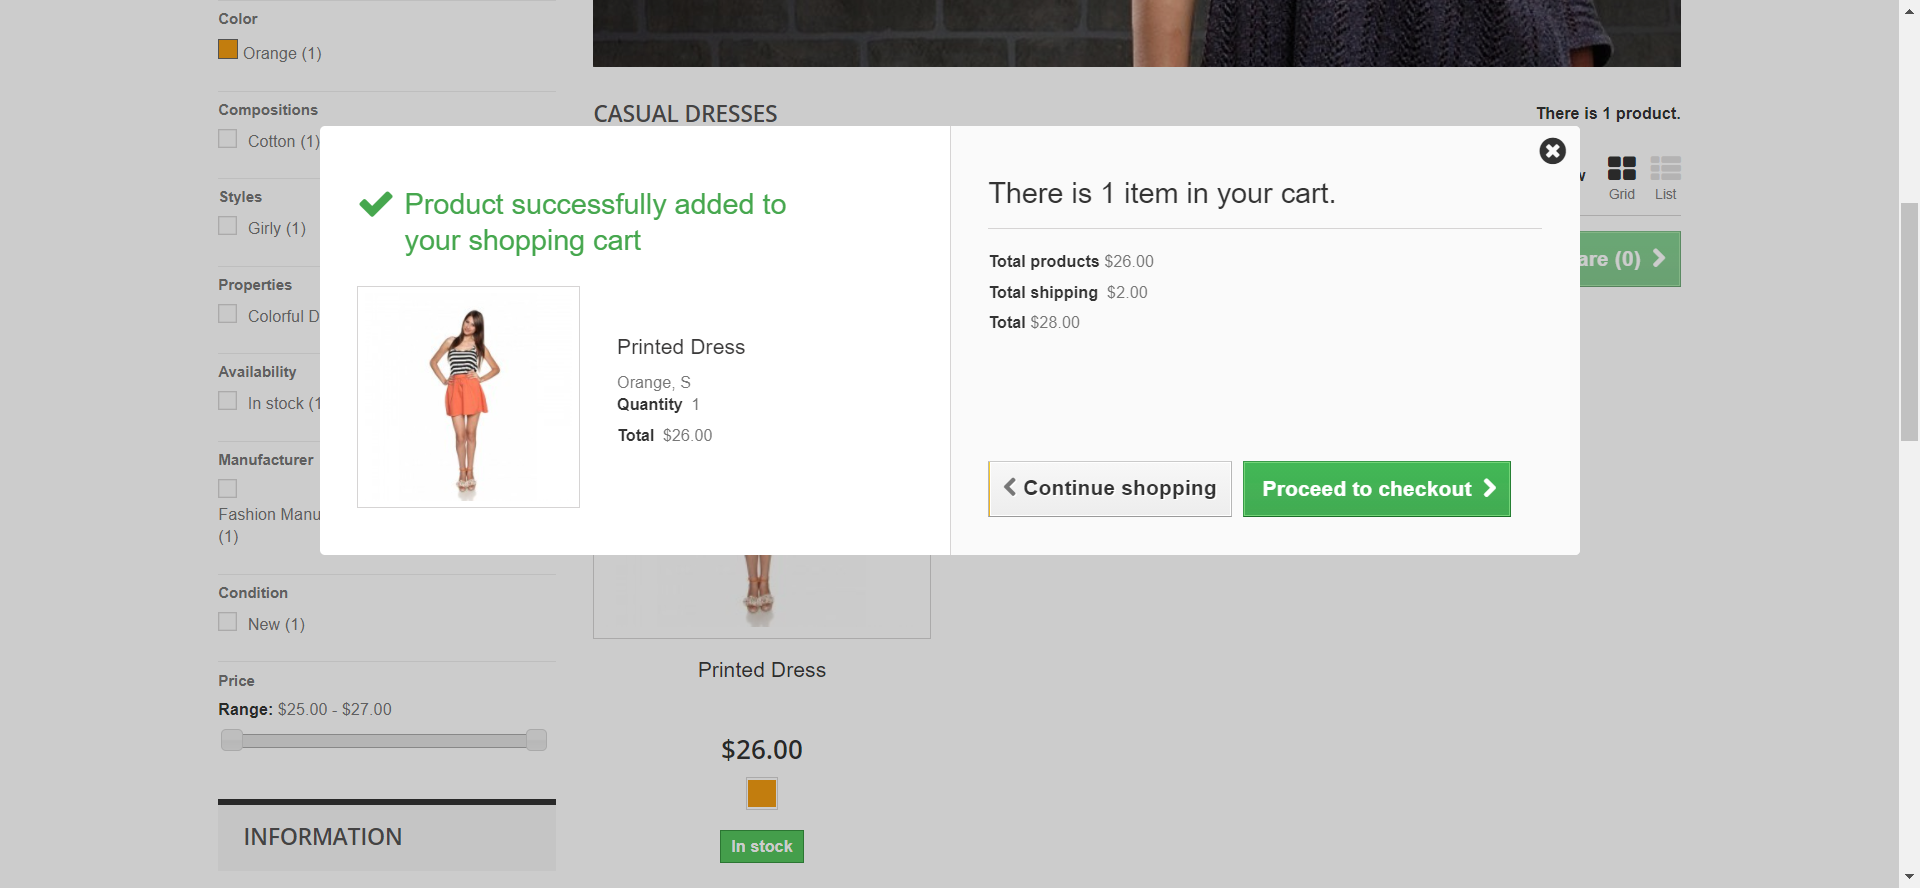 Color
Orange (1)
Compositions
Cotton (1)
Styles
Girly (1)
Properties
Colorful D
Availability
In stock (1
Manufacturer
Fashion Manu
(1)
Condition
New (1)
Price
Range: $25.00 - $27.00
INFORMATION
CASUAL DRESSES
There is 1 product.
Grid
List
are (0)
Product successfully added to
your shopping cart
Printed Dress
Orange, S
Quantity 1
Total $26.00
There is 1 item in your cart.
Total products $26.00
Total shipping $2.00
Total $28.00
Continue shopping
Proceed to checkout
Printed Dress
$26.00
In stock